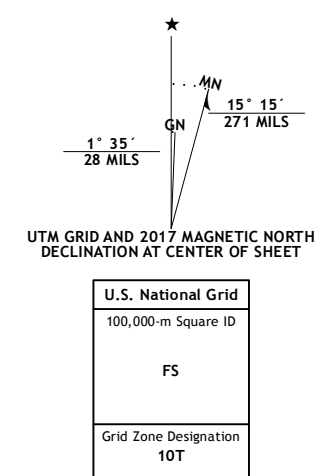 ★
MN
GN
15° 15´
271 MILS
1° 35´
28 MILS
UTM GRID AND 2017 MAGNETIC NORTH
DECLINATION AT CENTER OF SHEET
U.S. National Grid
100,000-m Square ID
FS
Grid Zone Designation
10T